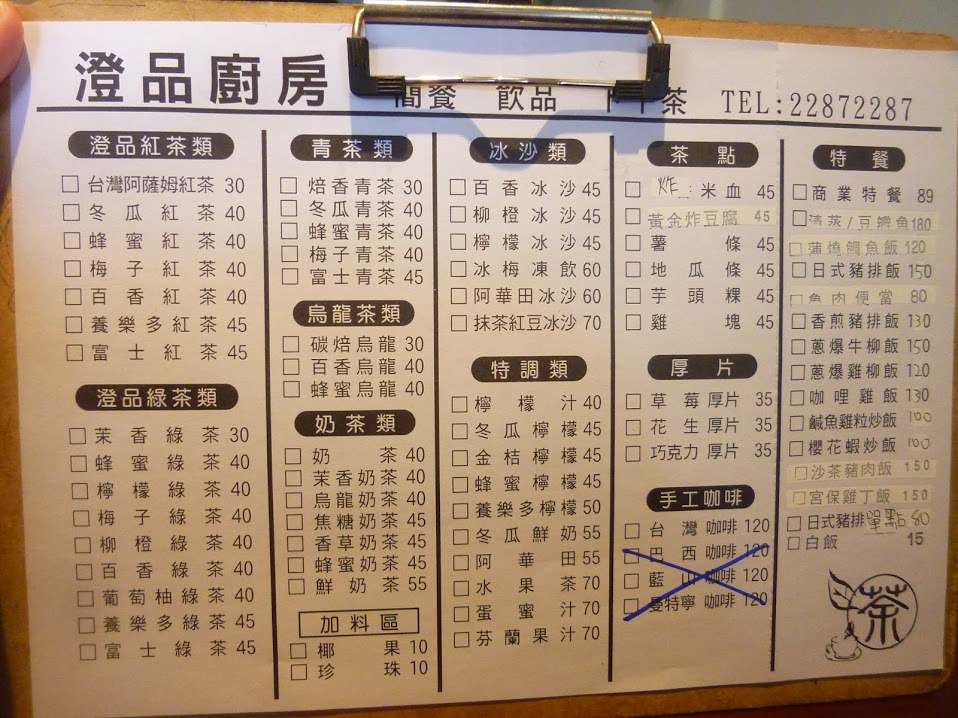 澄品廚房
簡餐 飲品 下午茶 TEL:22872287
澄品紅茶類
台灣阿薩姆紅茶 30
冬瓜紅茶 40
蜂蜜紅茶 40
梅子紅茶 40
百香紅茶 40
養樂多紅茶 45
富士紅茶 45
澄品綠茶類
茉香綠茶 30
蜂蜜綠茶 40
檸檬綠茶 40
梅子綠茶 40
柳橙綠茶 40
百香綠茶 40
葡萄柚綠茶 40
養樂多綠茶 45
富士綠茶 45
青茶類
焙香青茶 30
冬瓜青茶 40
蜂蜜青茶 40
梅子青茶 40
富士青茶 45
烏龍茶類
碳焙烏龍 30
百香烏龍 40
蜂蜜烏龍 40
奶茶類
奶茶 40
茉香奶茶 40
烏龍奶茶 40
焦糖奶茶 45
香草奶茶 45
蜂蜜奶茶 45
鮮奶茶 55
加料區
椰果 10
珍珠 10
冰沙類
百香冰沙 45
柳橙冰沙 45
檸檬冰沙 45
冰梅凍飲 60
阿華田冰沙 60
抹茶紅豆冰沙 70
特調類
檸檬汁 40
冬瓜檸檬 45
金桔檸檬 45
蜂蜜檸檬 45
養樂多檸檬 50
冬瓜鮮奶 55
阿華田 55
水果茶 70
蛋蜜汁 70
芬蘭果汁 70
茶點
炸米血 45
黃金炸豆腐 45
薯條 45
地瓜條 45
芋頭粿 45
雞塊 45
厚片
草莓厚片 35
花生厚片 35
巧克力厚片 35
手工咖啡
台灣咖啡 120
巴西咖啡 120
藍山咖啡 120
曼特寧咖啡 120
特餐
商業特餐 89
清蒸/豆鯛魚 180
蒲燒鯛魚飯 120
日式豬排飯 150
魚肉便當 80
香煎豬排飯 130
蔥爆牛柳飯 150
蔥爆雞柳飯 120
咖哩雞飯 130
鹹魚雞粒炒飯 100
櫻花蝦炒飯 100
沙茶豬肉飯 150
宮保雞丁飯 150
日式豬排單點 80
白飯 15
茶